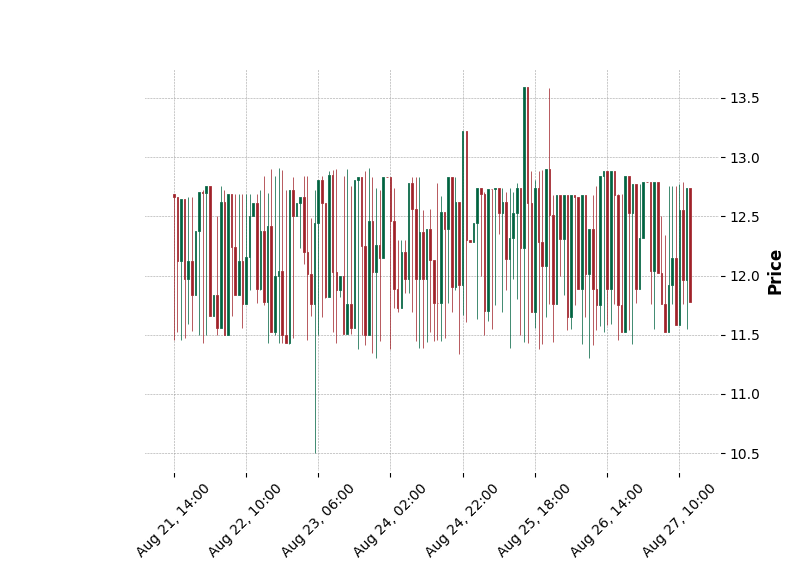 13.5
13.0
12.5
12.0
11.5
11.0
10.5
Price
Aug 21, 14:00
Aug 22, 10:00
Aug 23, 06:00
Aug 24, 02:00
Aug 24, 22:00
Aug 25, 18:00
Aug 26, 14:00
Aug 27, 10:00